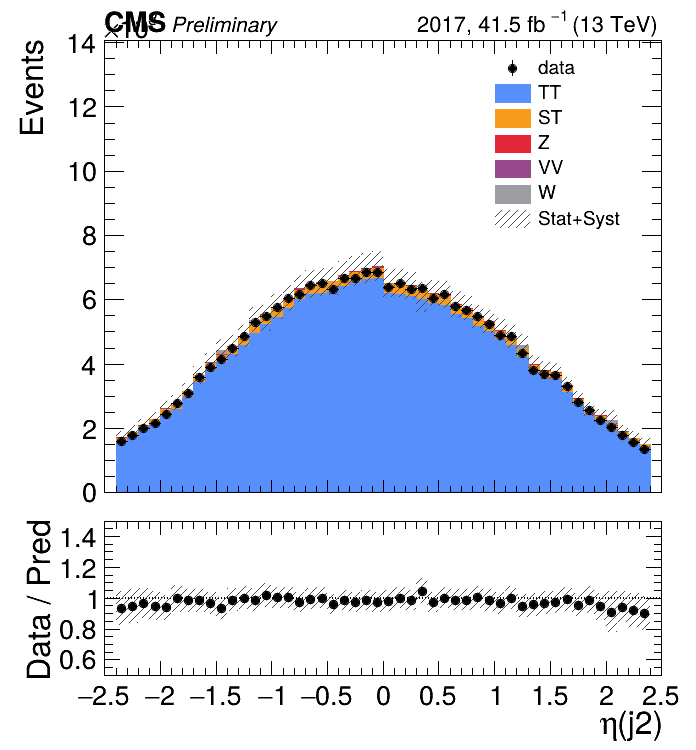 CMS Preliminary 2017, 41.5 fb⁻¹ (13 TeV)
Events
14
12
10
8
6
4
2
0
data
TT
ST
Z
VV
W
Stat+Syst
Data / Pred
1.4
1.2
1
0.8
0.6
−2.5 −2 −1.5 −1 −0.5 0 0.5 1 1.5 2 2.5
η(j2)